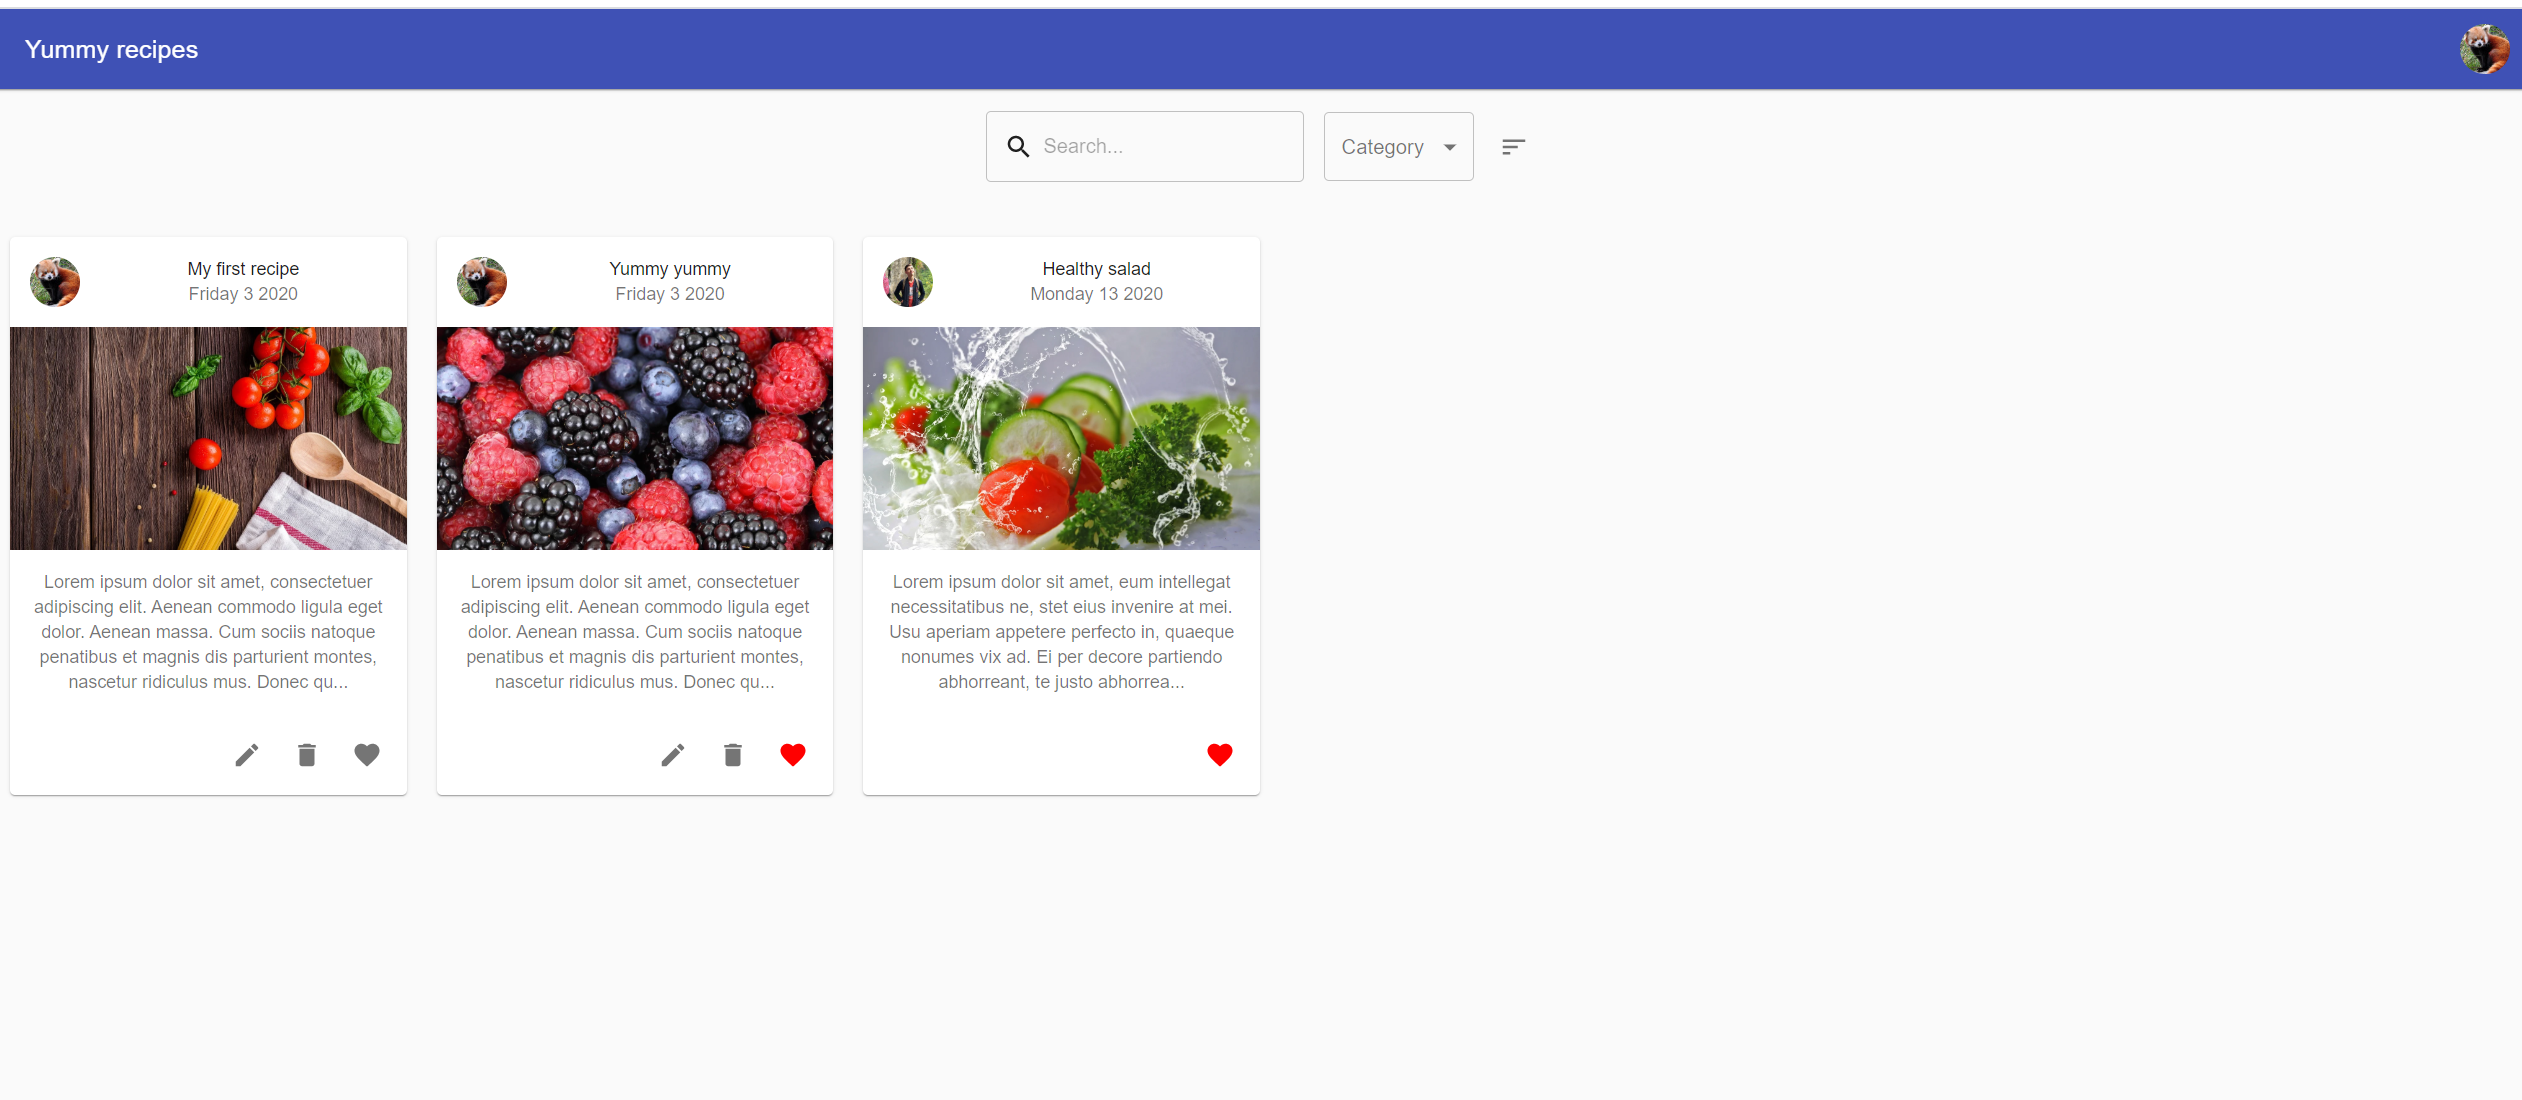 Yummy recipes
Search...
Category
My first recipe
Friday 3 2020
Lorem ipsum dolor sit amet, consectetuer
adipiscing elit. Aenean commodo ligula eget
dolor. Aenean massa. Cum sociis natoque
penatibus et magnis dis parturient montes,
nascetur ridiculus mus. Donec qu...
Yummy yummy
Friday 3 2020
Lorem ipsum dolor sit amet, consectetuer
adipiscing elit. Aenean commodo ligula eget
dolor. Aenean massa. Cum sociis natoque
penatibus et magnis dis parturient montes,
nascetur ridiculus mus. Donec qu...
Healthy salad
Monday 13 2020
Lorem ipsum dolor sit amet, eum intellegat
necessitatibus ne, stet eius invenire at mei.
Usu aperiam appetere perfecto in, quaeque
nonumes vix ad. Ei per decore partiendo
abhorreant, te justo abhorrea...